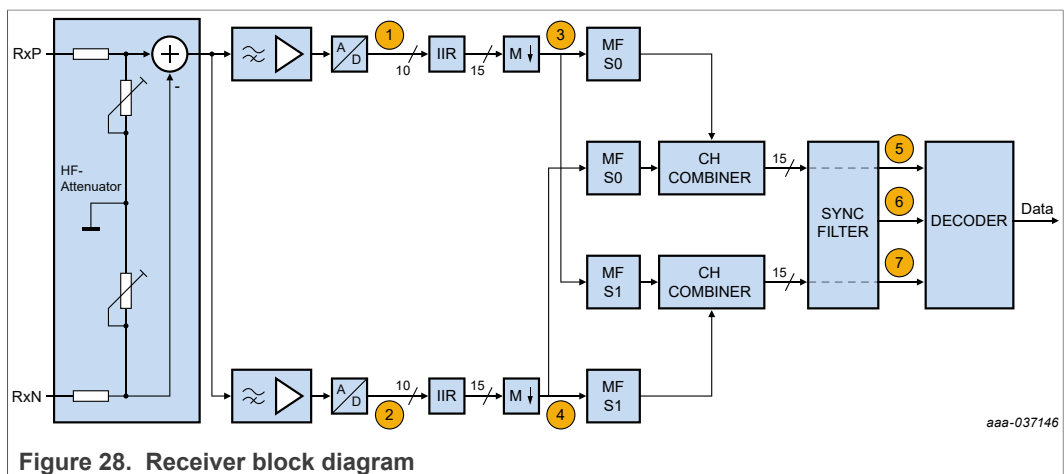 RxP
HF-
Attenuator
RxN
+
-
A
D
1
10
IIR
15
M
3
MF
S0
MF
S0
CH
COMBINER
15
SYNC
FILTER
5
6
7
DECODER
Data
MF
S1
CH
COMBINER
15
A
D
10
2
IIR
15
M
4
MF
S1
aaa-037146
Figure 28. Receiver block diagram